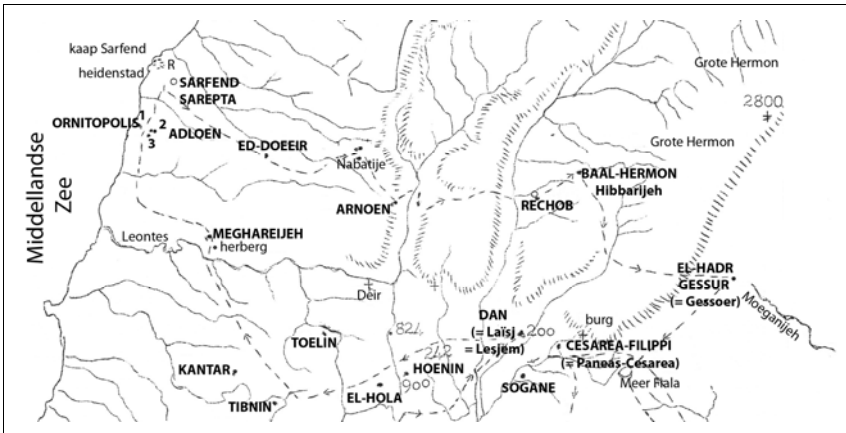 kaap Sarfend
heidenstad
R
SARFEND
SAREPTA
Grote Hermon
2800
ORNITOPOLIS
1
2
3
ADLOEN
ED-DOEEIR
Nabatije
Grote Hermon
BAAL-HERMON
Hibbarijeh
ARNOEN
RECHOB
Middellandse
Zee
Leontes
MEGHAREIJEH
herberg
EL-HADR
GESSUR
(= Gessoer)
Moeganijeh
Deir
DAN
(= Laïsj
= Lesjem)
200
burg
824
TOELIN
242
CESAREA-FILIPPI
(= Paneas-Cesarea)
KANTAR
HOENIN
900
SOGANE
Meer Fiala
TIBNIN
EL-HOLA